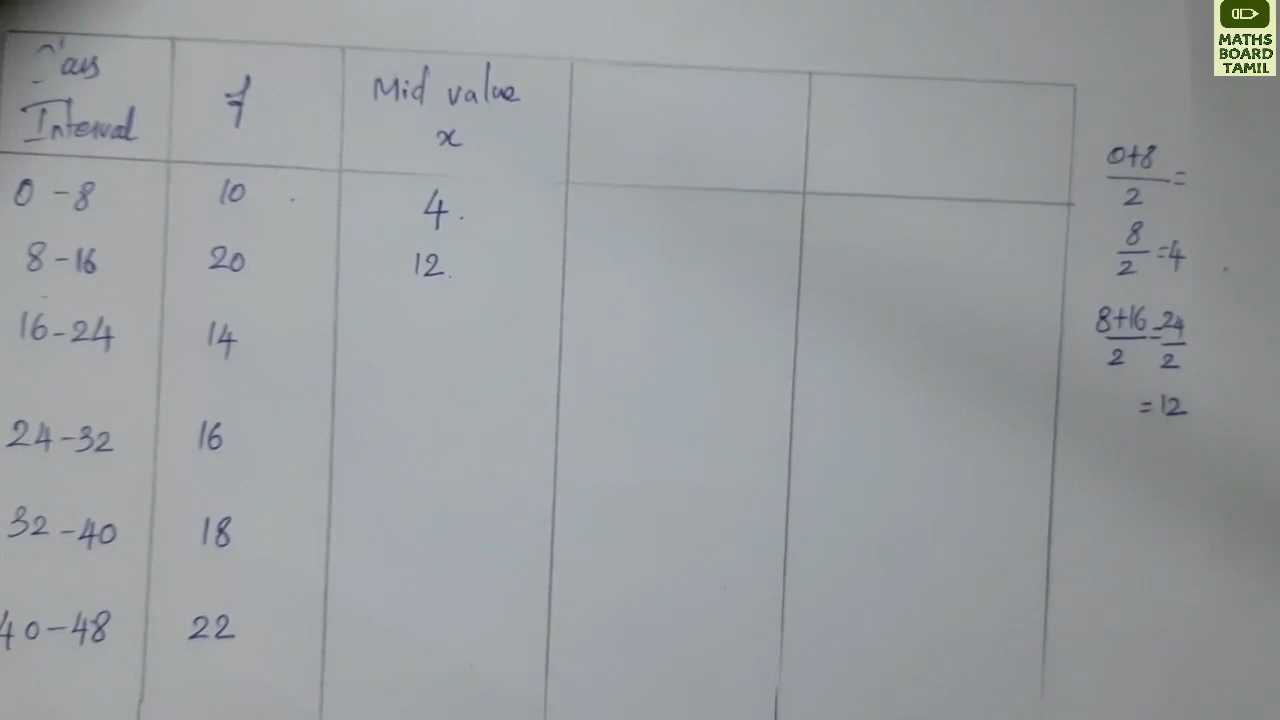 Interval
f
Mid value
x
0 - 8 10 4.
8 - 16 20 12.
16 - 24 14
24 - 32 16
32 - 40 18
40 - 48 22
0+8
2
=
8
2
=4
8+16
2
=
24
2
= 12
MATHS
BOARD
TAMIL